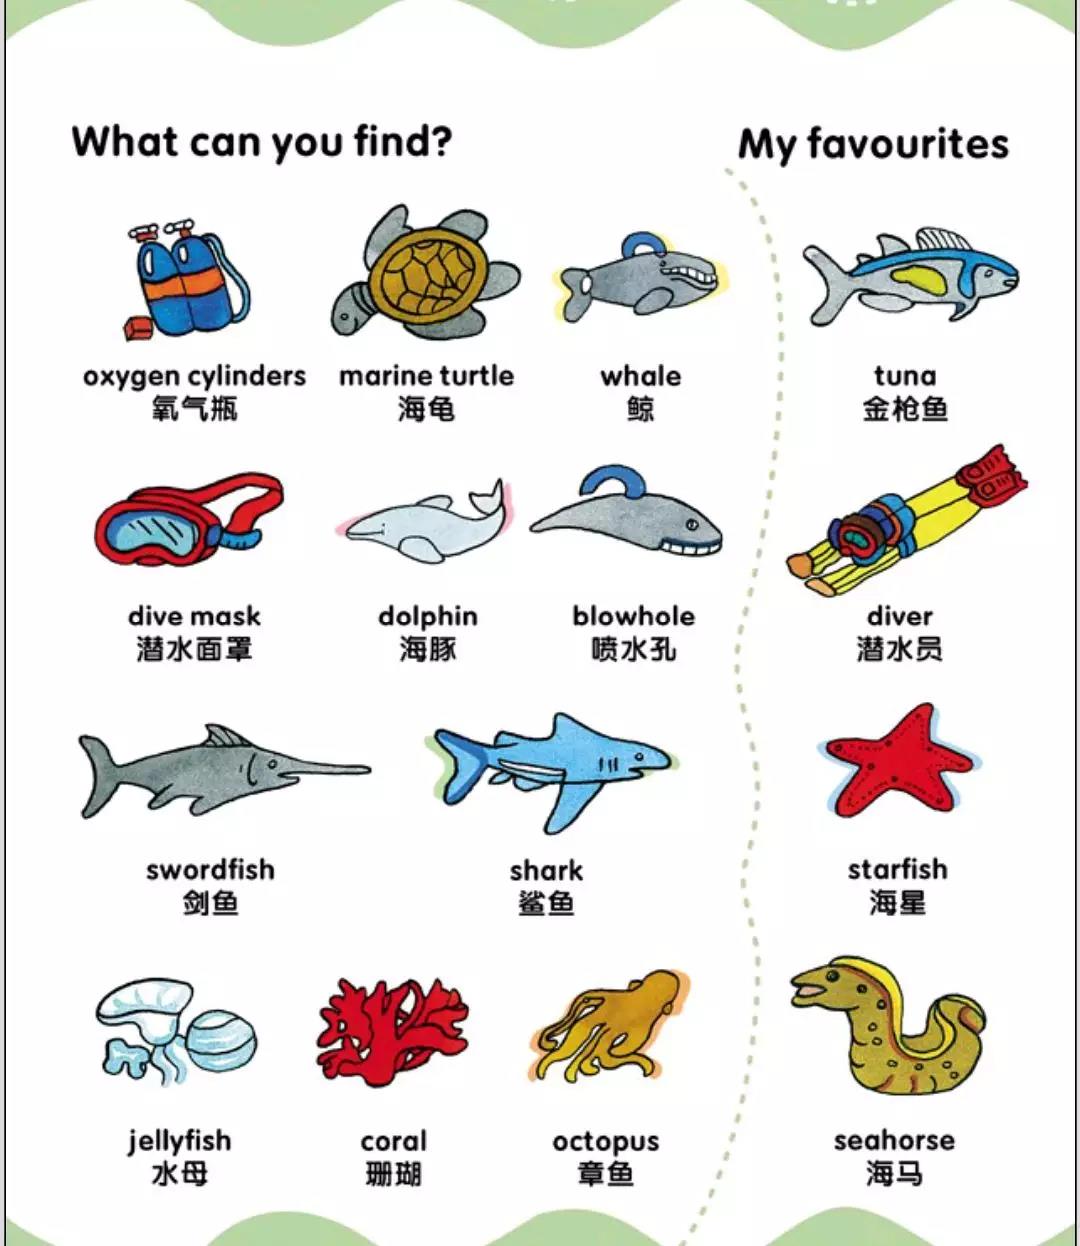 What can you find?
My favourites
oxygen cylinders
氧气瓶
marine turtle
海龟
whale
鲸
tuna
金枪鱼
dive mask
潜水面罩
dolphin
海豚
blowhole
喷水孔
diver
潜水员
swordfish
剑鱼
shark
鲨鱼
starfish
海星
jellyfish
水母
coral
珊瑚
octopus
章鱼
seahorse
海马